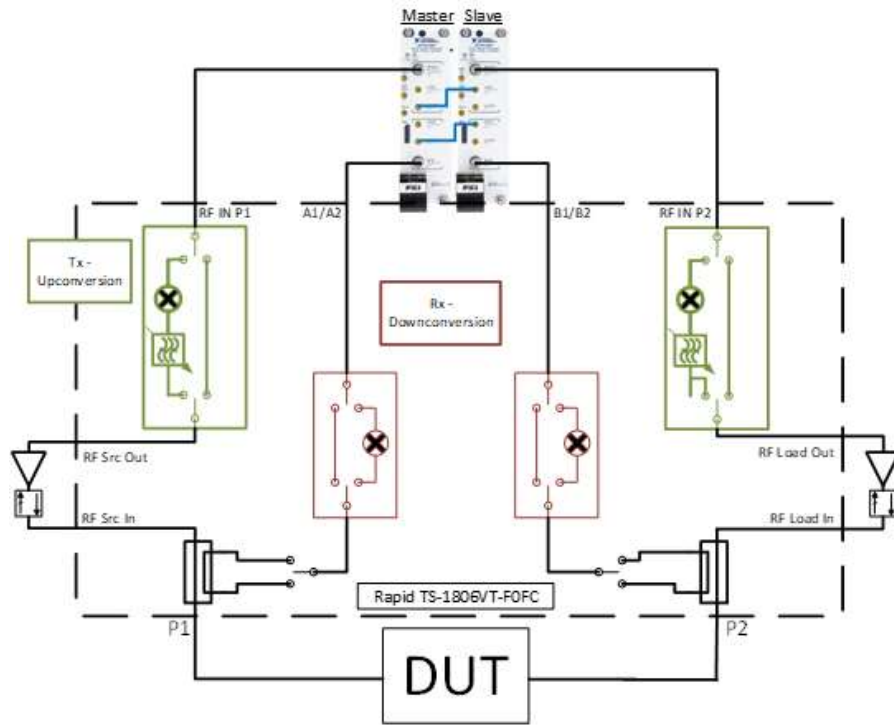 Master Slave
RF IN P1
A1/A2
B1/B2
RF IN P2
Tx -
Upconversion
Rx -
Downconversion
RF Src Out
RF Load Out
RF Src In
RF Load In
Rapid TS-1806VT-F0FC
P1
P2
DUT